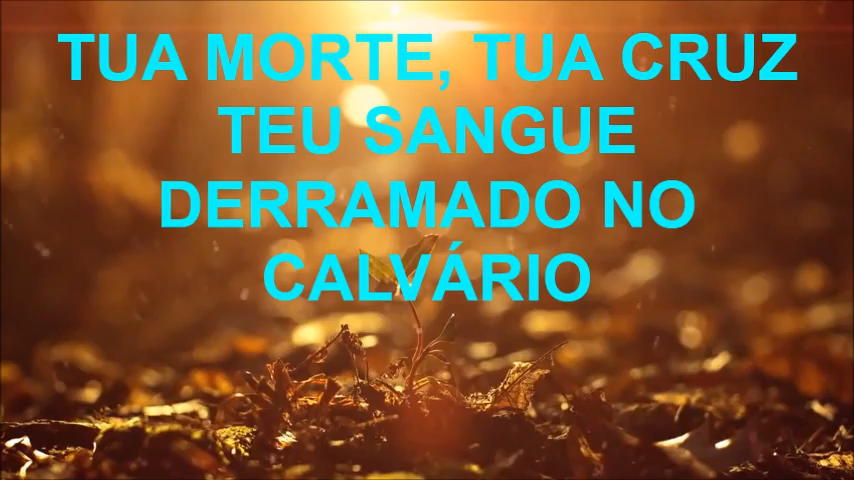 TUA MORTE, TUA CRUZ
TEU SANGUE
DERRAMADO NO
CALVÁRIO